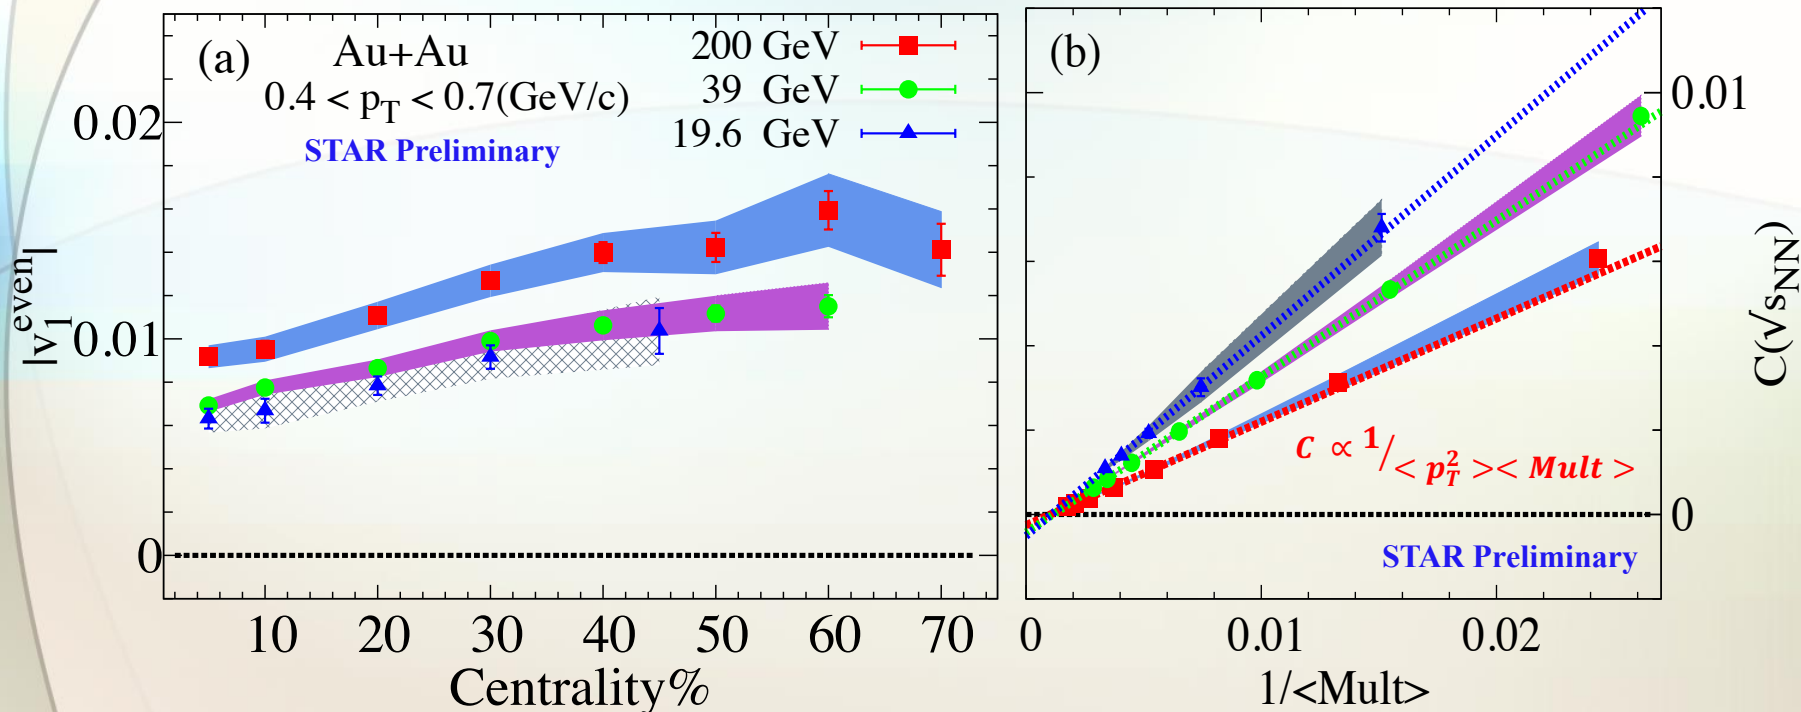 (a)
Au+Au
0.4 < p_T < 0.7(GeV/c)
STAR Preliminary
200 GeV
39 GeV
19.6 GeV
|v_1^even|
0.02
0.01
0
10 20 30 40 50 60 70
Centrality%
(b)
C ∝ 1/< p_T^2 >< Mult >
STAR Preliminary
0.01
0
C(√s_NN)
0 0.01 0.02
1/<Mult>